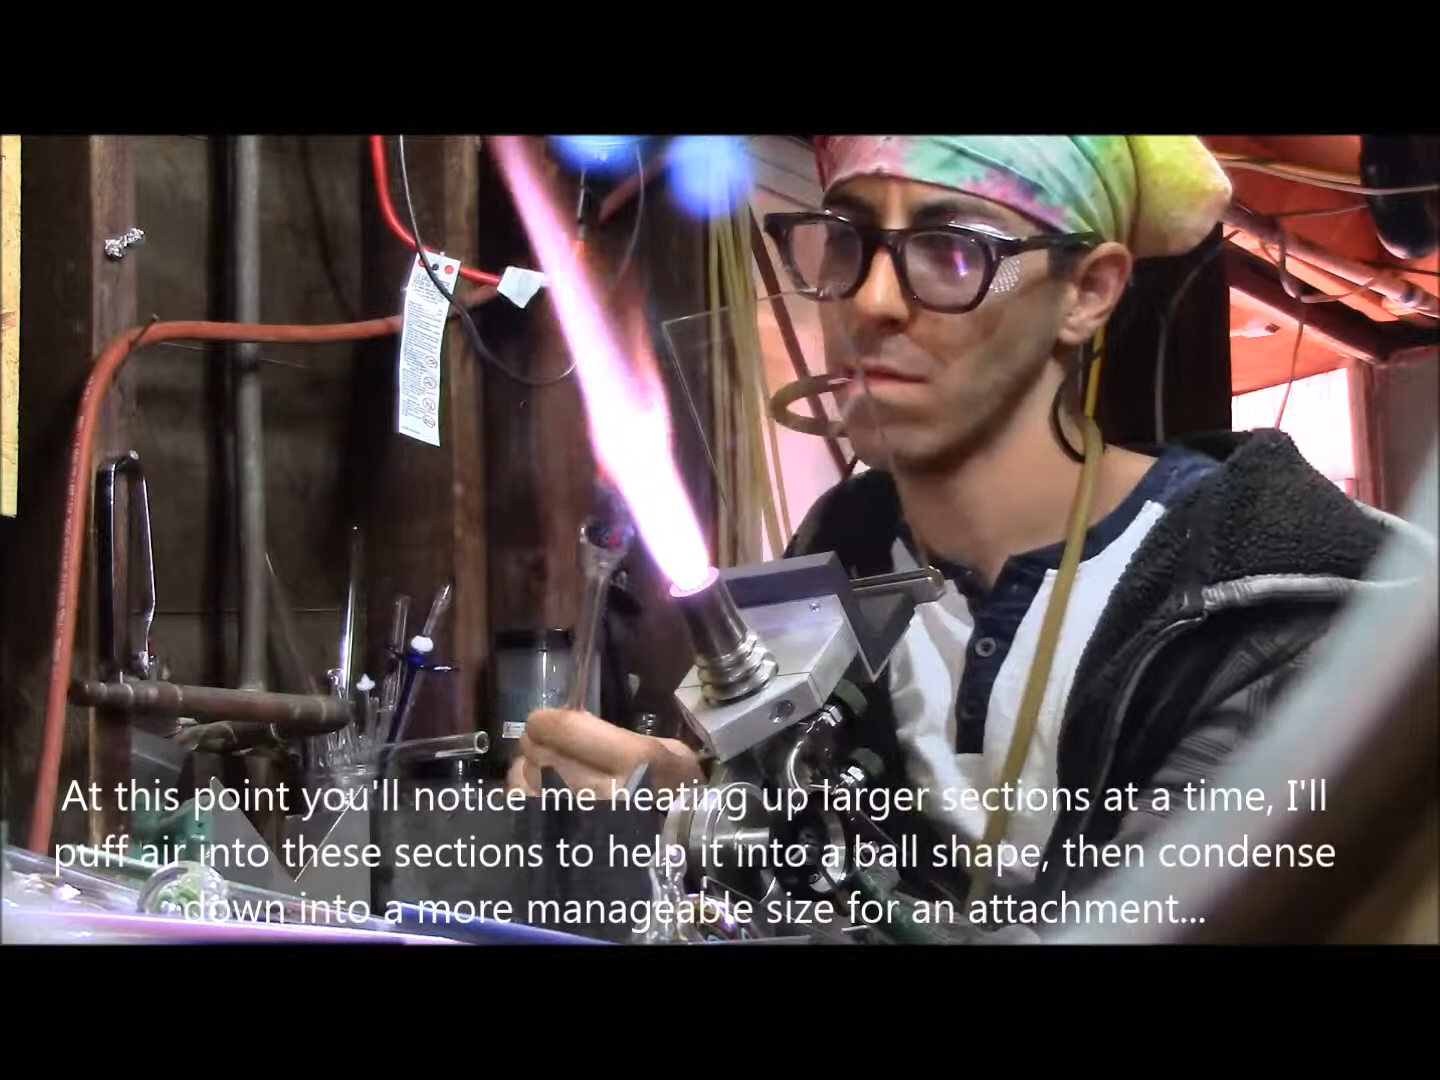 At this point you'll notice me heating up larger sections at a time, I'll
puff air into these sections to help it into a ball shape, then condense
down into a more manageable size for an attachment...